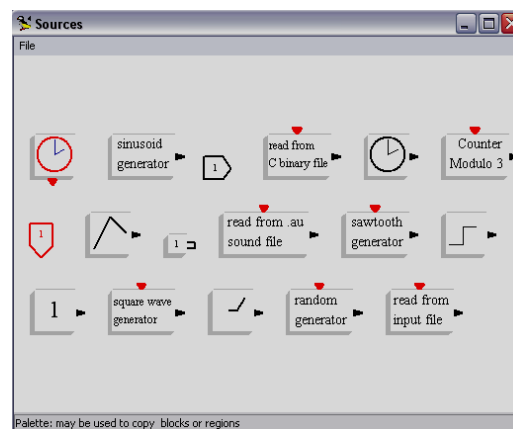 Sources
File
sinusoid
generator
1
read from
C binary file
Counter
Modulo 3
1
1
read from .au
sound file
sawtooth
generator
1
square wave
generator
random
generator
read from
input file
Palette: may be used to copy blocks or regions